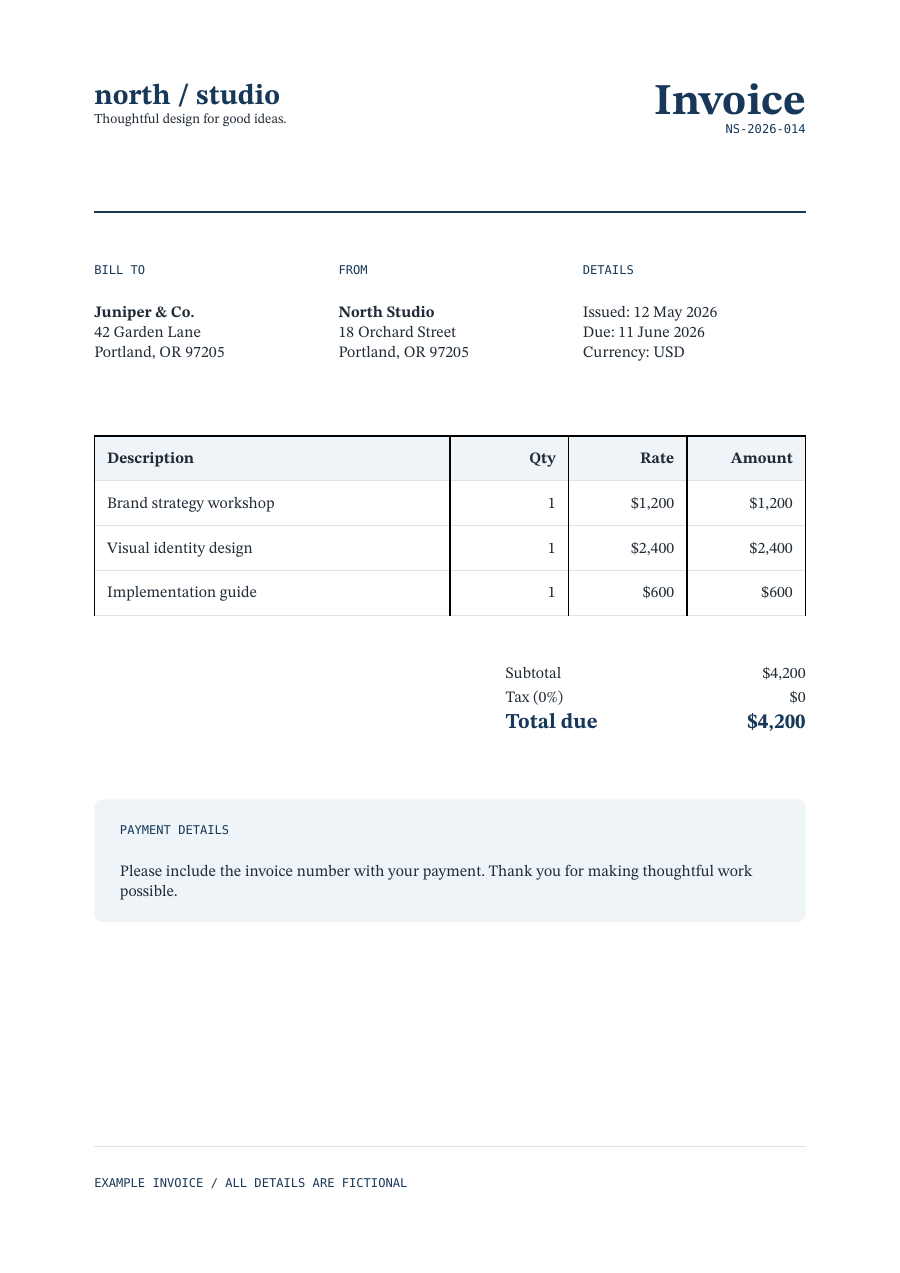 north / studio
Thoughtful design for good ideas.
Invoice
NS-2026-014
BILL TO
Juniper & Co.
42 Garden Lane
Portland, OR 97205
FROM
North Studio
18 Orchard Street
Portland, OR 97205
DETAILS
Issued: 12 May 2026
Due: 11 June 2026
Currency: USD
Description Qty Rate Amount
Brand strategy workshop 1 $1,200 $1,200
Visual identity design 1 $2,400 $2,400
Implementation guide 1 $600 $600
Subtotal $4,200
Tax (0%) $0
Total due $4,200
PAYMENT DETAILS
Please include the invoice number with your payment. Thank you for making thoughtful work
possible.
EXAMPLE INVOICE / ALL DETAILS ARE FICTIONAL